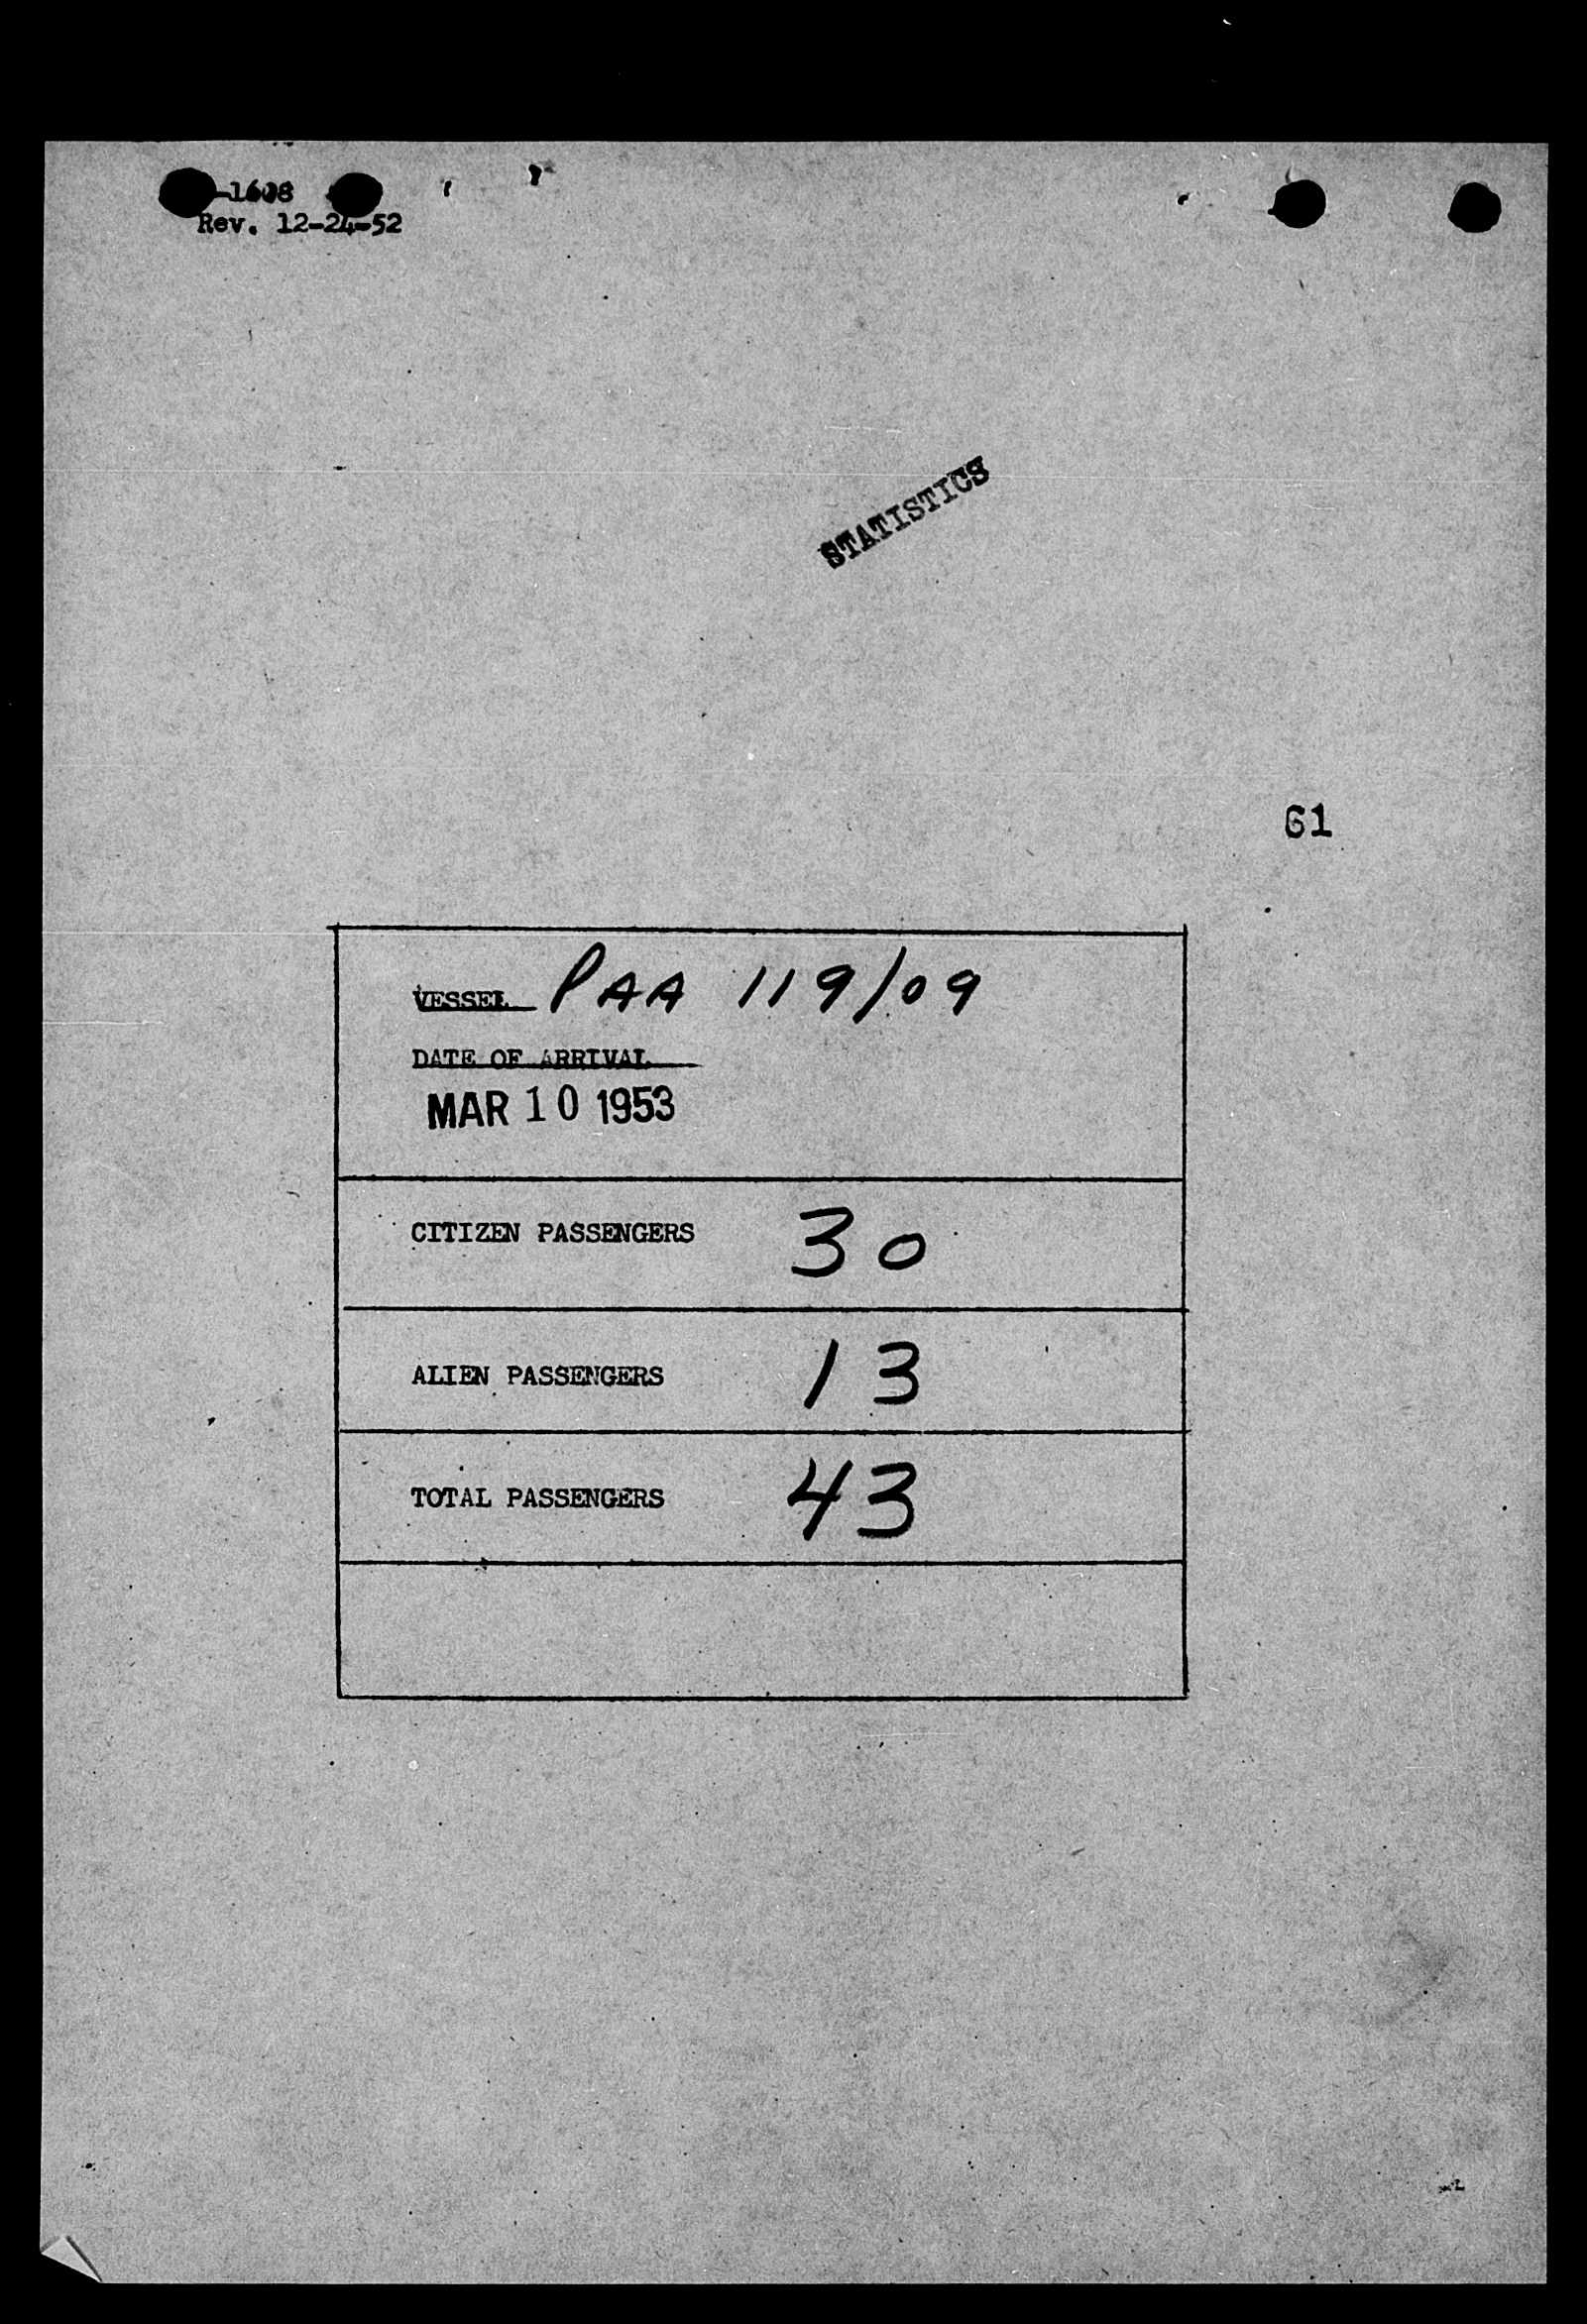 -1608
Rev. 12-24-52
STATISTICS
61
VESSEL PAA 119/09
DATE OF ARRIVAL
MAR 10 1953
CITIZEN PASSENGERS 30
ALIEN PASSENGERS 13
TOTAL PASSENGERS 43